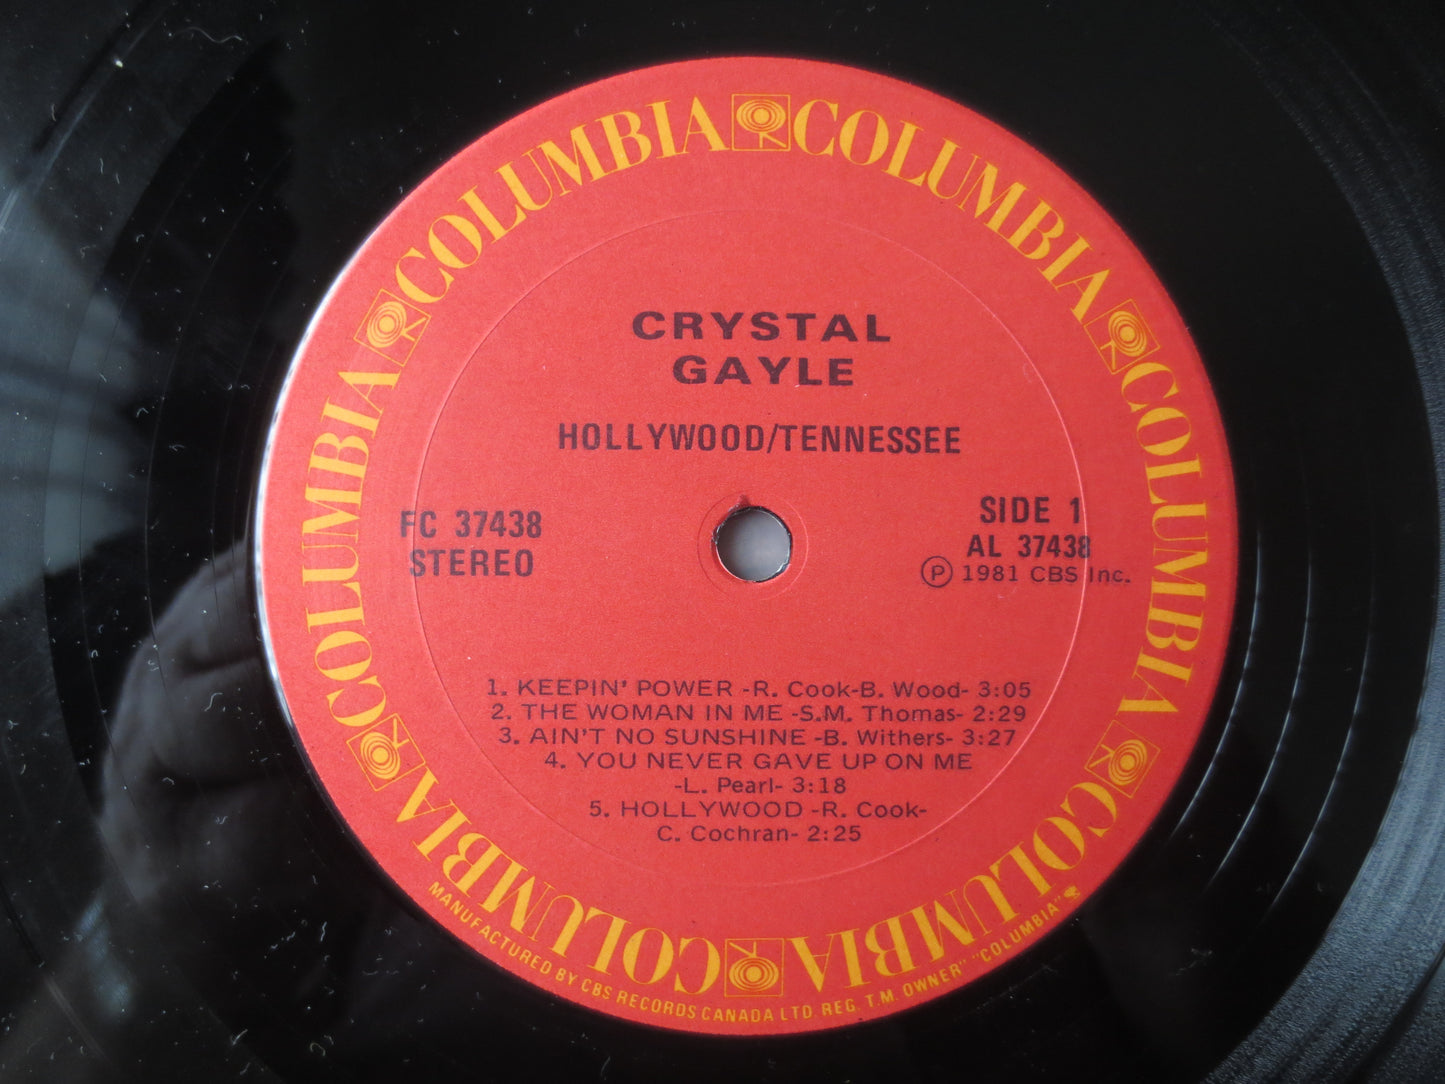 COLUMBIA COLUMBIA COLUMBIA COLUMBIA COLUMBIA COLUMBIA COLUMBIA COLUMBIA
CRYSTAL
GAYLE
HOLLYWOOD/TENNESSEE
FC 37438
STEREO
SIDE 1
AL 37438
Ⓟ 1981 CBS Inc.
1. KEEPIN' POWER -R. Cook-B. Wood- 3:05
2. THE WOMAN IN ME -S.M. Thomas- 2:29
3. AIN'T NO SUNSHINE -B. Withers- 3:27
4. YOU NEVER GAVE UP ON ME
-L. Pearl- 3:18
5. HOLLYWOOD -R. Cook-
C. Cochran- 2:25
MANUFACTURED BY CBS RECORDS CANADA LTD. REG. T.M. OWNER" "COLUMBIA"